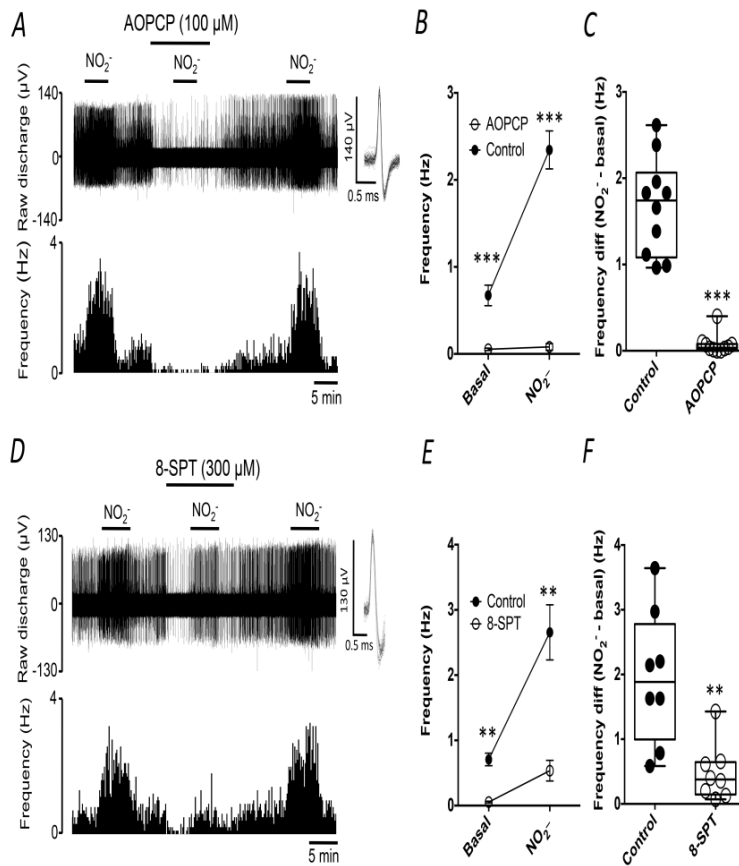 A
AOPCP (100 µM)
NO₂⁻ NO₂⁻ NO₂⁻
Raw discharge (µV)
140
0
-140
140 µV
0.5 ms
Frequency (Hz)
4
2
0
5 min
B
Frequency (Hz)
3
2
1
0
AOPCP
Control
***
***
Basal NO₂⁻
C
Frequency diff (NO₂⁻ - basal) (Hz)
3
2
1
0
***
Control AOPCP
D
8-SPT (300 µM)
NO₂⁻ NO₂⁻ NO₂⁻
Raw discharge (µV)
130
0
-130
130 µV
0.5 ms
Frequency (Hz)
4
2
0
5 min
E
Frequency (Hz)
4
3
2
1
0
Control
8-SPT
**
**
Basal NO₂⁻
F
Frequency diff (NO₂⁻ - basal) (Hz)
4
3
2
1
0
**
Control 8-SPT